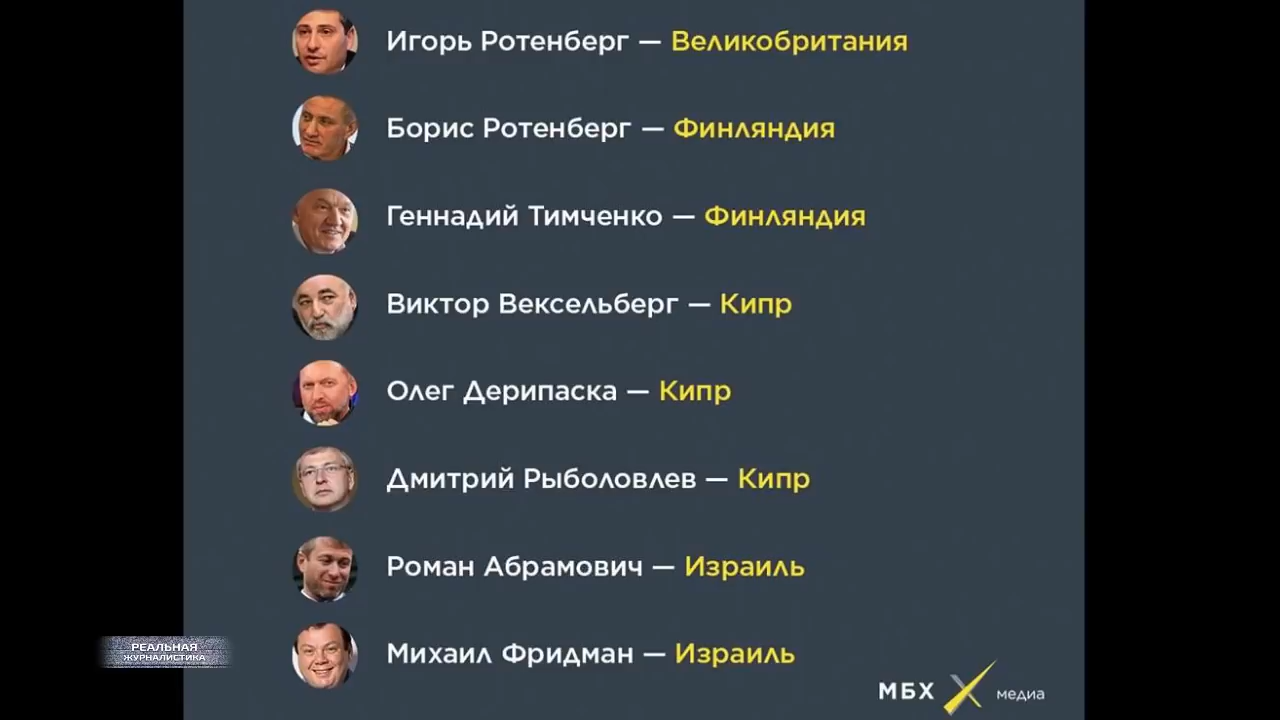 Игорь Ротенберг — Великобритания
Борис Ротенберг — Финляндия
Геннадий Тимченко — Финляндия
Виктор Вексельберг — Кипр
Олег Дерипаска — Кипр
Дмитрий Рыболовлев — Кипр
Роман Абрамович — Израиль
Михаил Фридман — Израиль
РЕАЛЬНАЯ
ЖУРНАЛИСТИКА
МБХ медиа